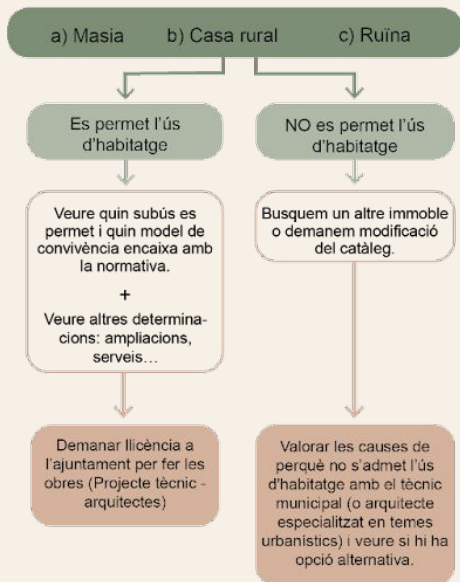 a) Masia b) Casa rural c) Ruïna
Es permet l'ús
d'habitatge
Veure quin subús es
permet i quin model de
convivència encaixa amb
la normativa.
+
Veure altres determina-
cions: ampliacions,
serveis...
Demanar llicència a
l'ajuntament per fer les
obres (Projecte tècnic -
arquitectes)
NO es permet l'ús
d'habitatge
Busquem un altre immoble
o demanem modificació
del catàleg.
Valorar les causes de
perquè no s'admet l'ús
d'habitatge amb el tècnic
municipal (o arquitecte
especialitzat en temes
urbanístics) i veure si hi ha
opció alternativa.